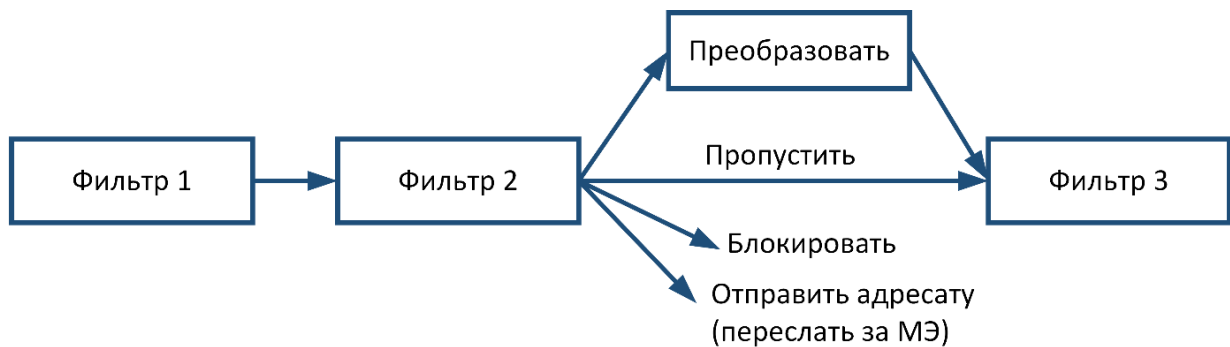 Преобразовать
Фильтр 1
Фильтр 2
Пропустить
Фильтр 3
Блокировать
Отправить адресату
(переслать за МЭ)